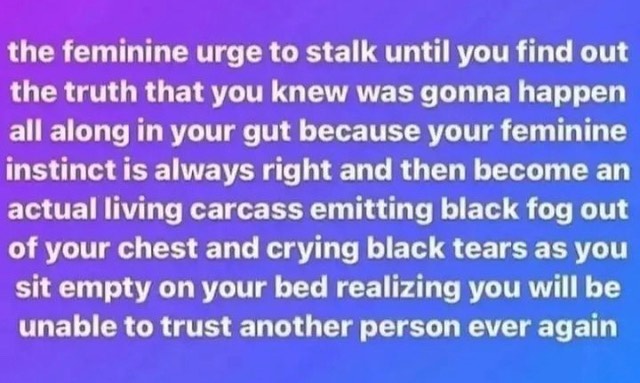 the feminine urge to stalk until you find out
the truth that you knew was gonna happen
all along in your gut because your feminine
instinct is always right and then become an
actual living carcass emitting black fog out
of your chest and crying black tears as you
sit empty on your bed realizing you will be
unable to trust another person ever again